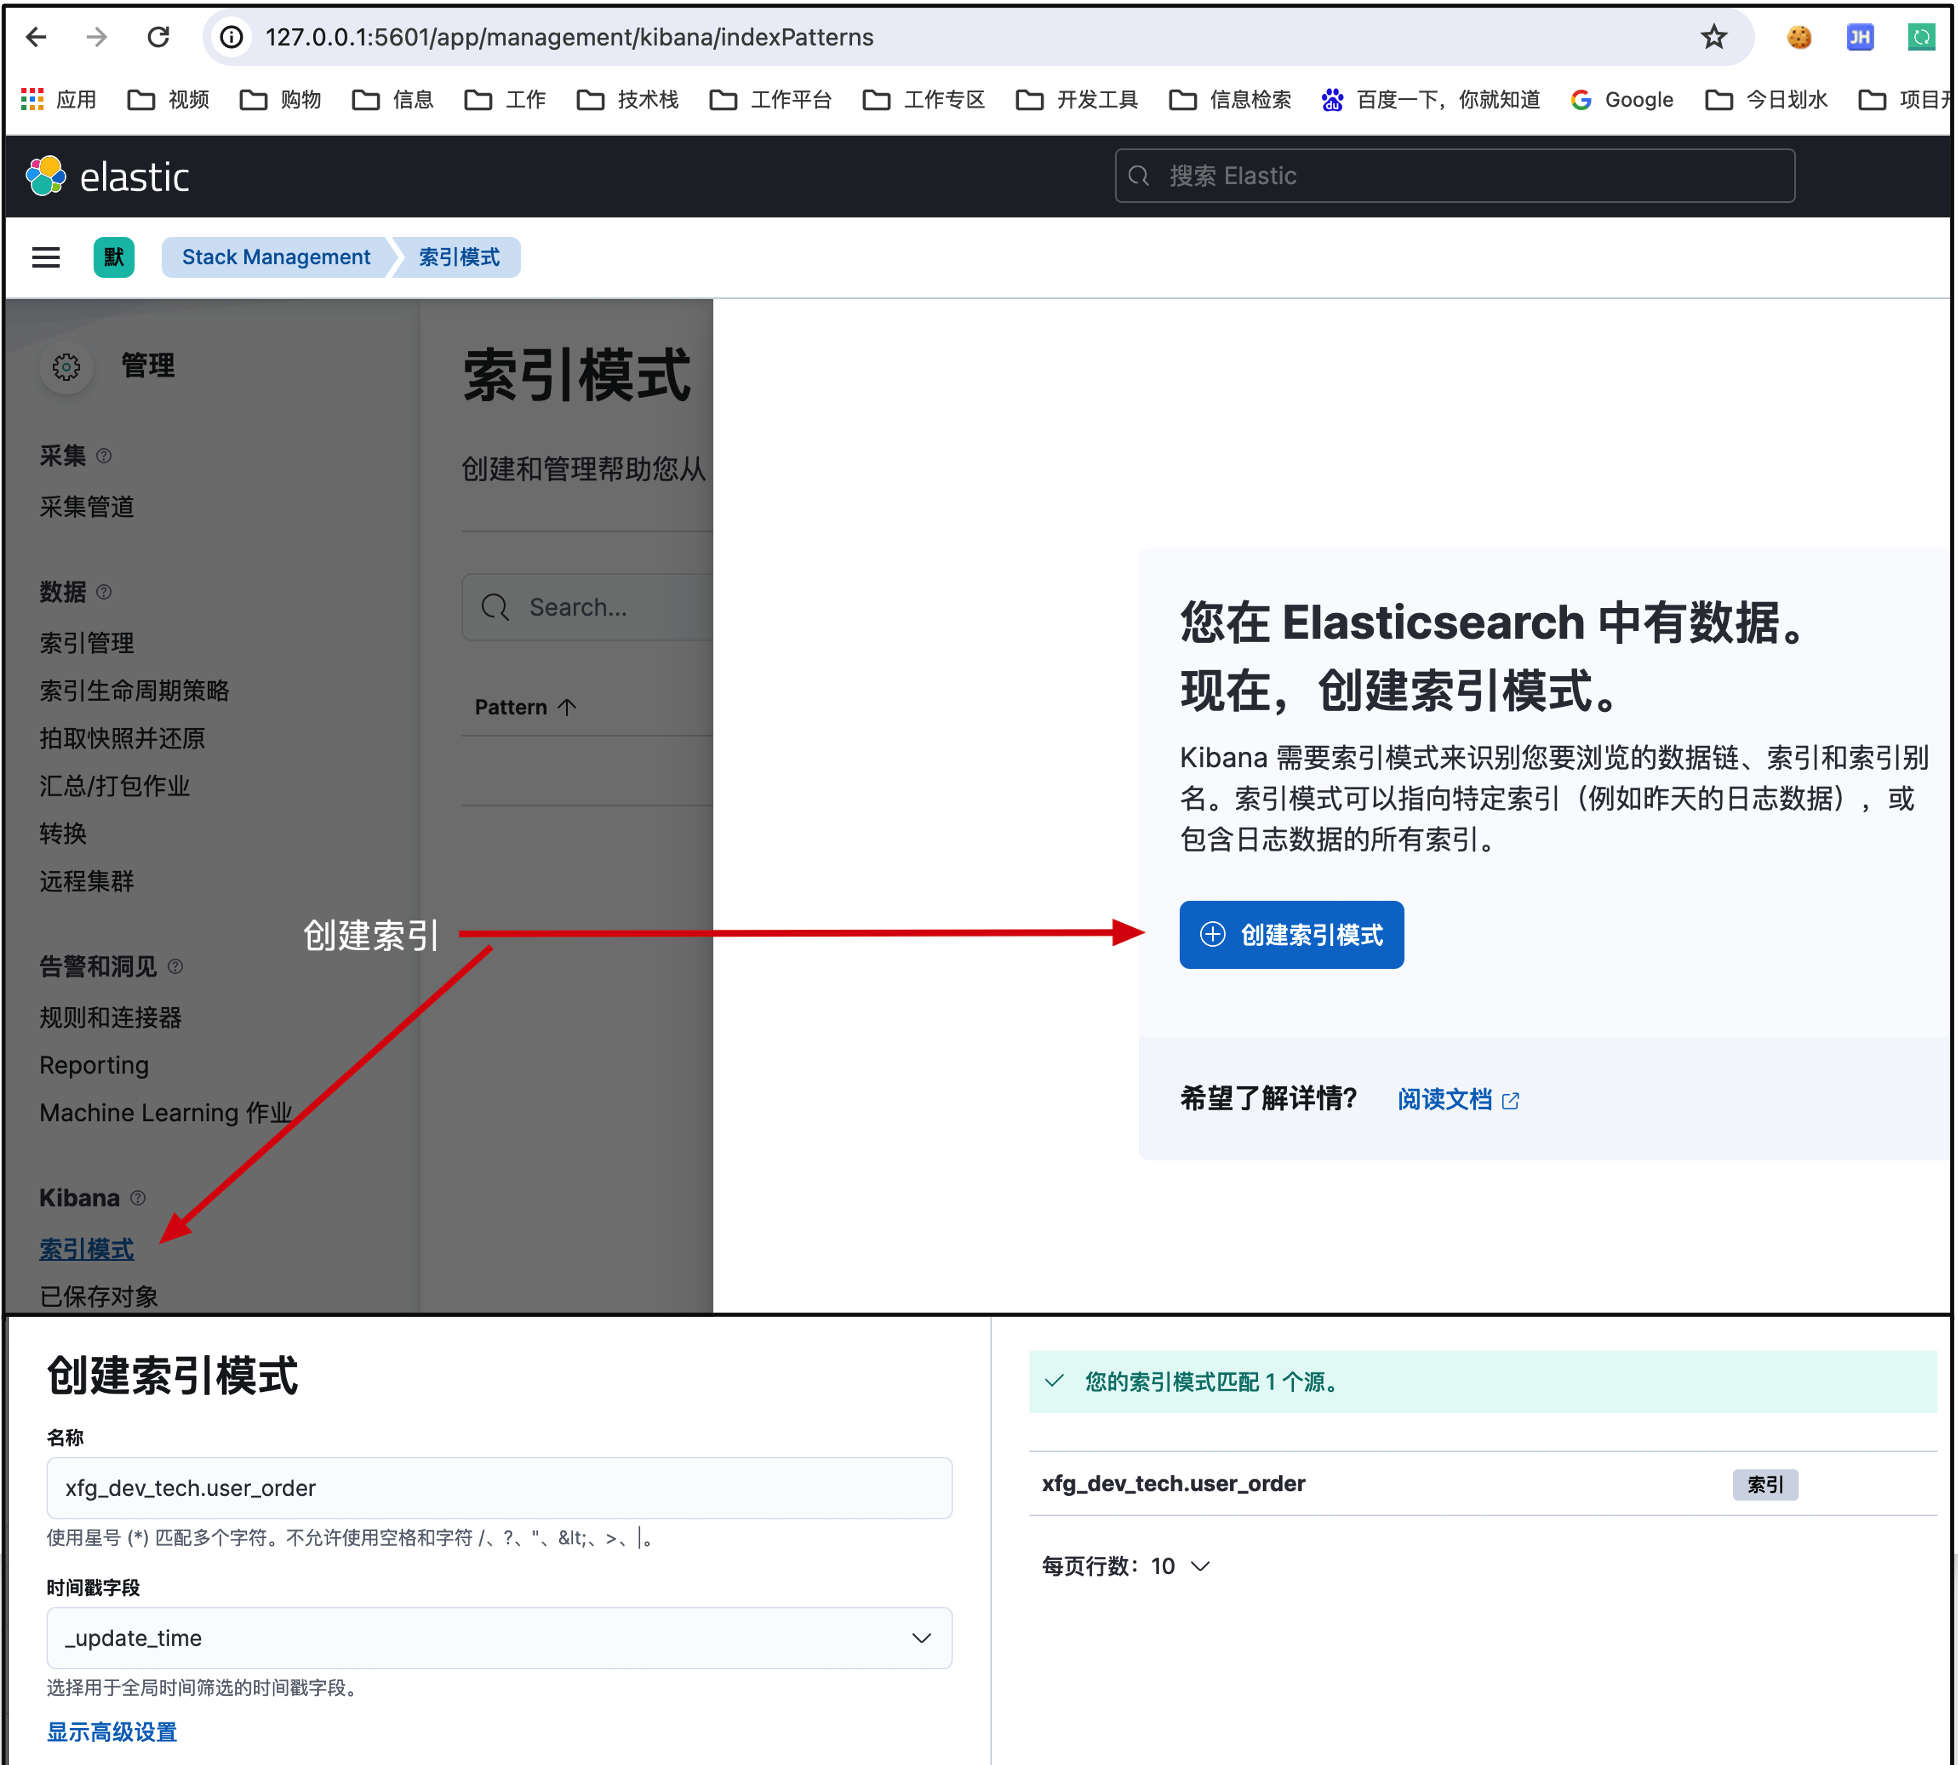 127.0.0.1:5601/app/management/kibana/indexPatterns
JH
应用 视频 购物 信息 工作 技术栈 工作平台 工作专区 开发工具 信息检索 百度一下，你就知道 Google 今日划水 项目
elastic
搜索 Elastic
默 Stack Management 索引模式
管理
采集
采集管道
数据
索引管理
索引生命周期策略
拍取快照并还原
汇总/打包作业
转换
远程集群
告警和洞见
规则和连接器
Reporting
Machine Learning 作业
Kibana
索引模式
已保存对象
索引模式
创建和管理帮助您从
Search...
Pattern ↑
创建索引
您在 Elasticsearch 中有数据。
现在，创建索引模式。
Kibana 需要索引模式来识别您要浏览的数据链、索引和索引别
名。索引模式可以指向特定索引（例如昨天的日志数据），或
包含日志数据的所有索引。
创建索引模式
希望了解详情? 阅读文档
创建索引模式
名称
xfg_dev_tech.user_order
使用星号 (*) 匹配多个字符。不允许使用空格和字符 /、?、"、&lt;、>、|。
时间戳字段
_update_time
选择用于全局时间筛选的时间戳字段。
显示高级设置
您的索引模式匹配 1 个源。
xfg_dev_tech.user_order 索引
每页行数：10